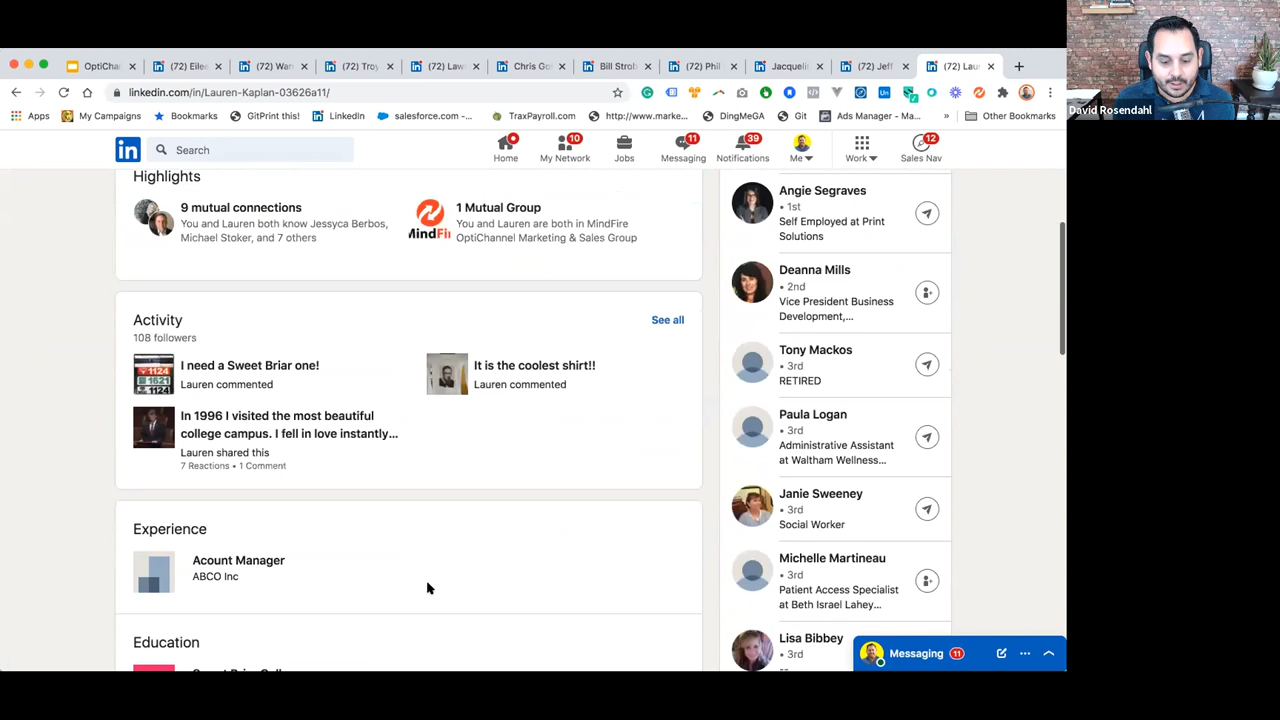 OptiCha
(72) Eilee
(72) War
(72) Troy
(72) Law
Chris Go
Bill Strob
(72) Phil
Jacquelin
(72) Jeff
(72) Lau
linkedin.com/in/Lauren-Kaplan-03626a11/
Apps
My Campaigns
Bookmarks
GitPrint this!
LinkedIn
salesforce.com -...
TraxPayroll.com
http://www.marke...
DingMeGA
Git
Ads Manager - Ma...
»
Other Bookmarks
David Rosendahl
Search
Home
10
My Network
Jobs
11
Messaging
39
Notifications
Me
Work
12
Sales Nav
Highlights
9 mutual connections
You and Lauren both know Jessyca Berbos,
Michael Stoker, and 7 others
MindFi
1 Mutual Group
You and Lauren are both in MindFire
OptiChannel Marketing & Sales Group
Activity
See all
108 followers
1124
1621
1124
I need a Sweet Briar one!
Lauren commented
It is the coolest shirt!!
Lauren commented
In 1996 I visited the most beautiful
college campus. I fell in love instantly...
Lauren shared this
7 Reactions • 1 Comment
Experience
Acount Manager
ABCO Inc
Education
Angie Segraves
• 1st
Self Employed at Print
Solutions
Deanna Mills
• 2nd
Vice President Business
Development,...
Tony Mackos
• 3rd
RETIRED
Paula Logan
• 3rd
Administrative Assistant
at Waltham Wellness...
Janie Sweeney
• 3rd
Social Worker
Michelle Martineau
• 3rd
Patient Access Specialist
at Beth Israel Lahey...
Lisa Bibbey
• 3rd
Messaging
11